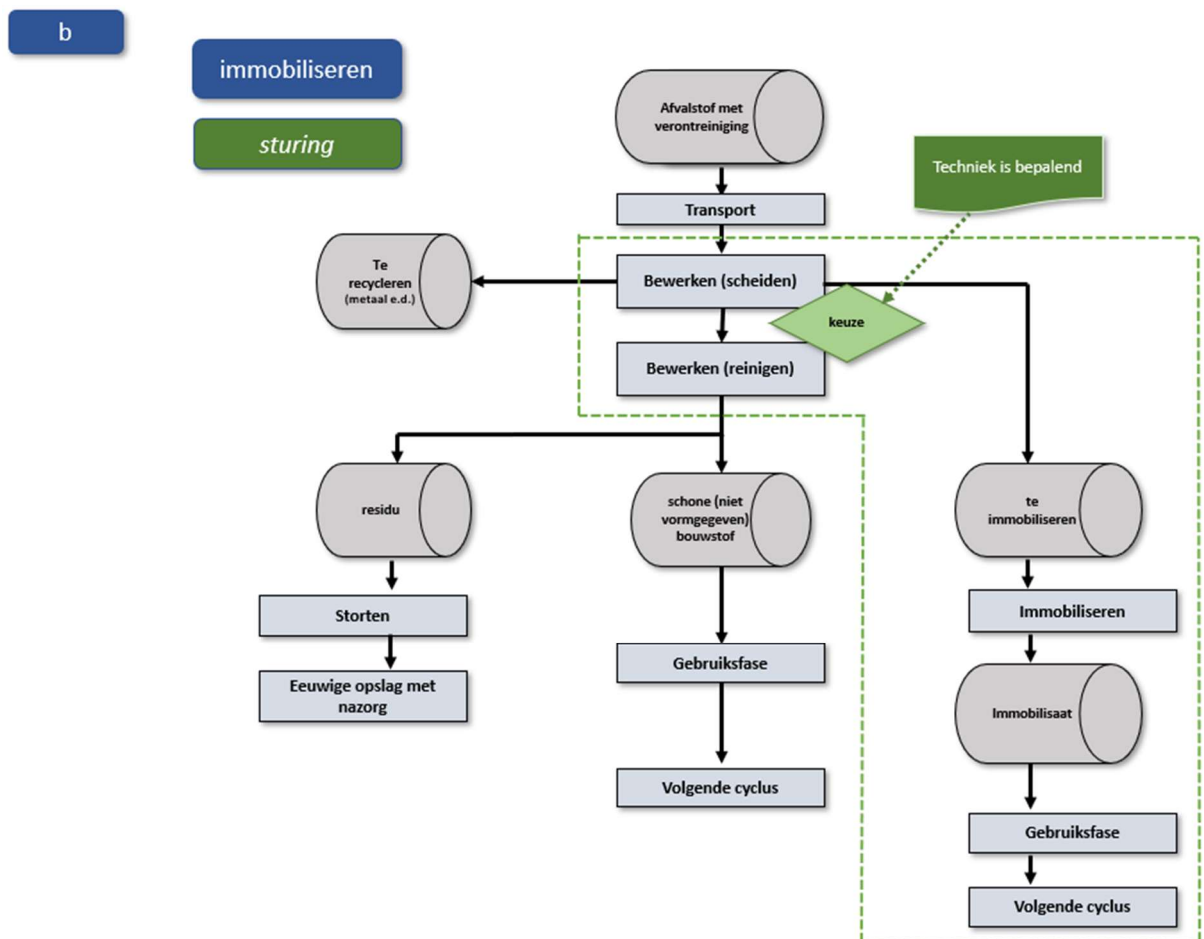 b
immobiliseren
sturing
Afvalstof met
verontreiniging
Techniek is bepalend
Transport
Te
recycleren
(metaal e.d.)
Bewerken (scheiden)
keuze
Bewerken (reinigen)
residu
schone (niet
vormgegeven)
bouwstof
te
immobiliseren
Storten
Immobiliseren
Eeuwige opslag met
nazorg
Gebruiksfase
Immobilisaat
Volgende cyclus
Gebruiksfase
Volgende cyclus